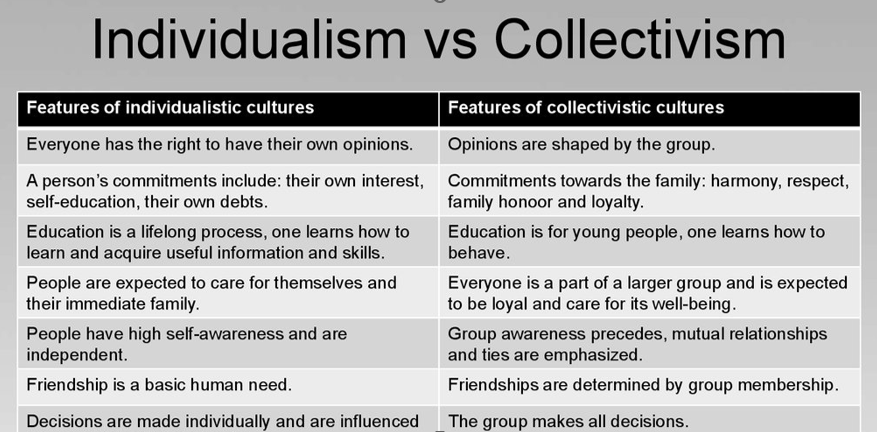 Individualism vs Collectivism
Features of individualistic cultures
Features of collectivistic cultures
Everyone has the right to have their own opinions.
Opinions are shaped by the group.
A person's commitments include: their own interest,
self-education, their own debts.
Commitments towards the family: harmony, respect,
family honoor and loyalty.
Education is a lifelong process, one learns how to
learn and acquire useful information and skills.
Education is for young people, one learns how to
behave.
People are expected to care for themselves and
their immediate family.
Everyone is a part of a larger group and is expected
to be loyal and care for its well-being.
People have high self-awareness and are
independent.
Group awareness precedes, mutual relationships
and ties are emphasized.
Friendship is a basic human need.
Friendships are determined by group membership.
Decisions are made individually and are influenced
The group makes all decisions.